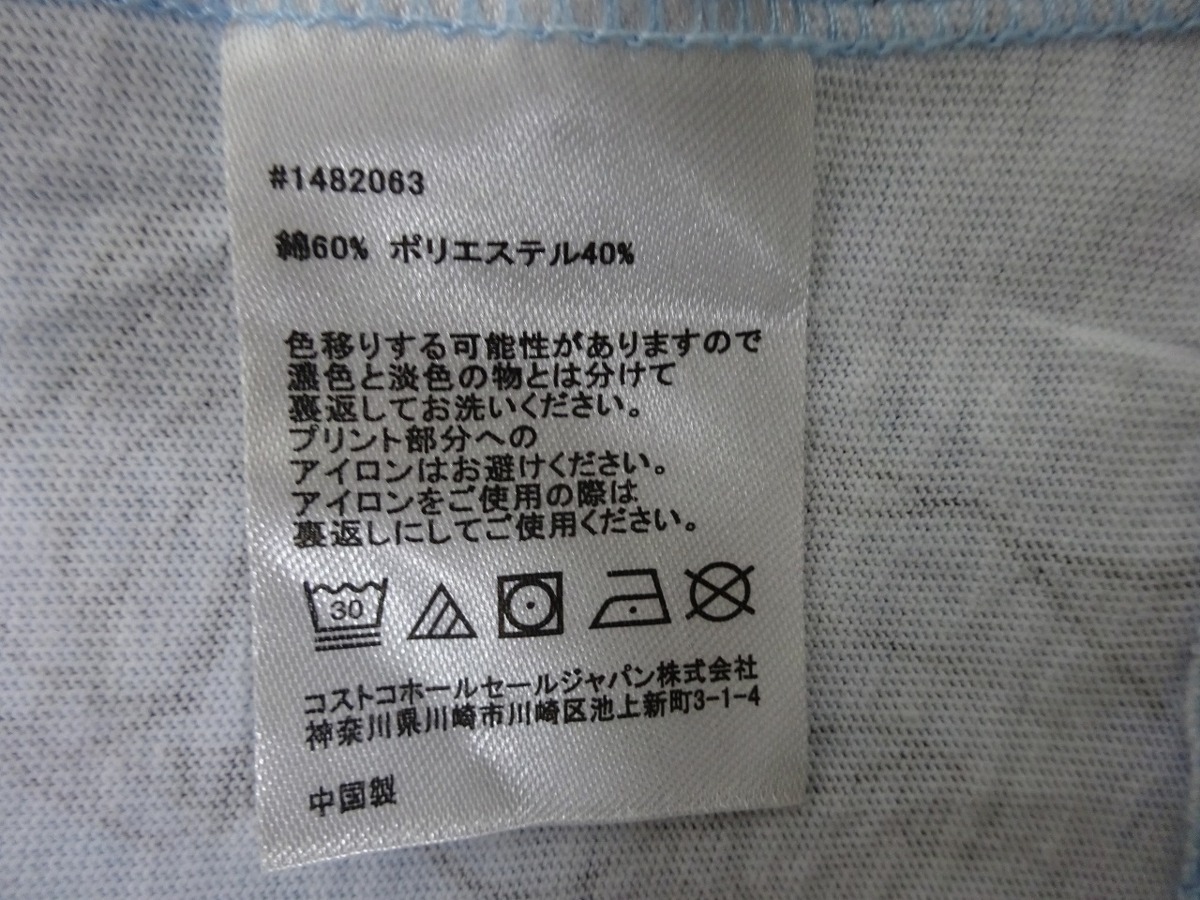 #1482063
綿60% ポリエステル40%
色移りする可能性がありますので
濃色と淡色の物とは分けて
裏返してお洗いください。
プリント部分への
アイロンはお避けください。
アイロンをご使用の際は
裏返しにしてご使用ください。
30
コストコホールセールジャパン株式会社
神奈川県川崎市川崎区池上新町3-1-4
中国製